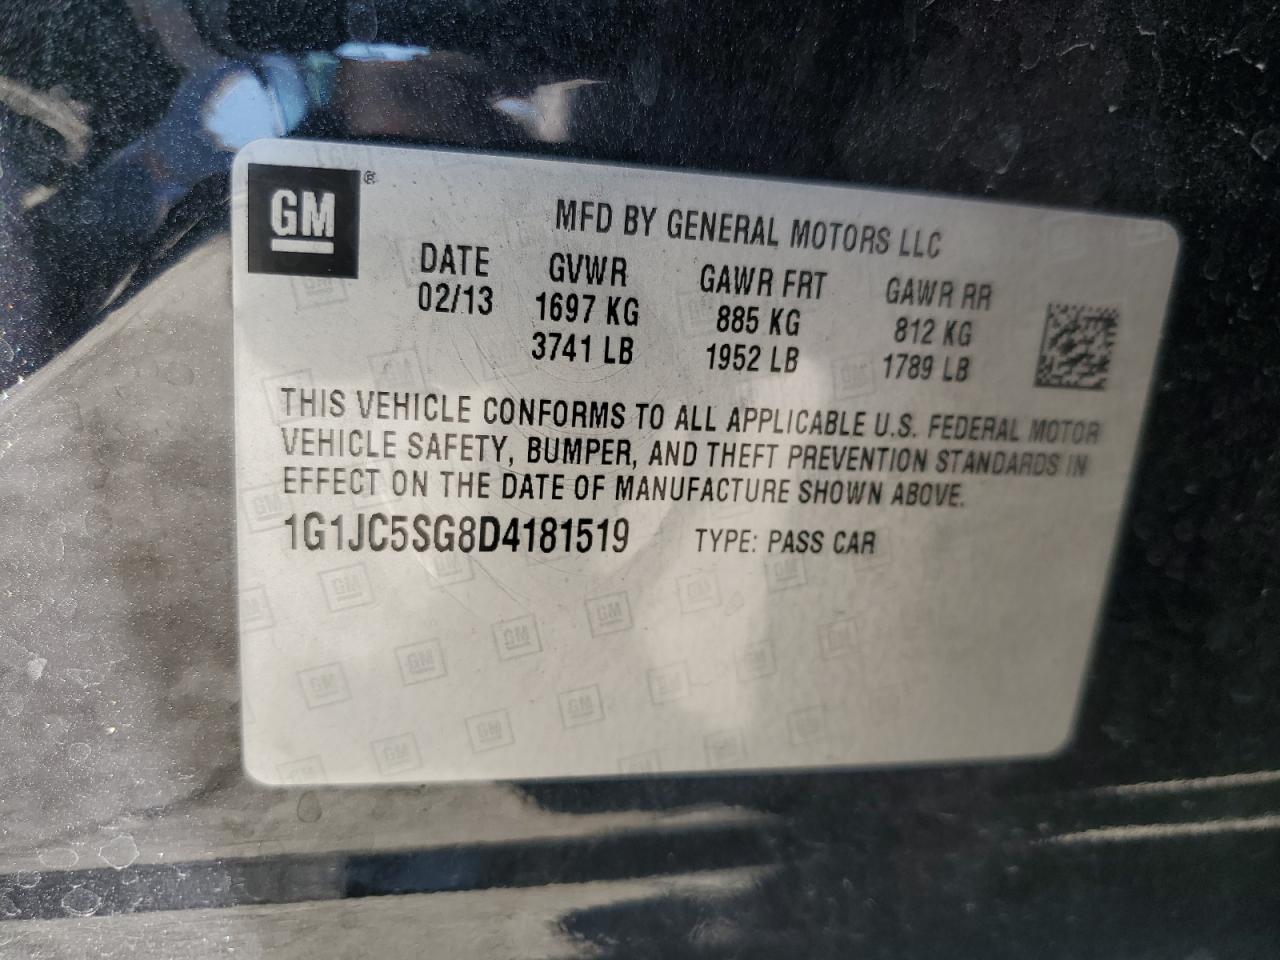 GM ®
MFD BY GENERAL MOTORS LLC
DATE GVWR GAWR FRT GAWR RR
02/13 1697 KG 885 KG 812 KG
3741 LB 1952 LB 1789 LB
THIS VEHICLE CONFORMS TO ALL APPLICABLE U.S. FEDERAL MOTOR
VEHICLE SAFETY, BUMPER, AND THEFT PREVENTION STANDARDS IN
EFFECT ON THE DATE OF MANUFACTURE SHOWN ABOVE.
1G1JC5SG8D4181519 TYPE: PASS CAR